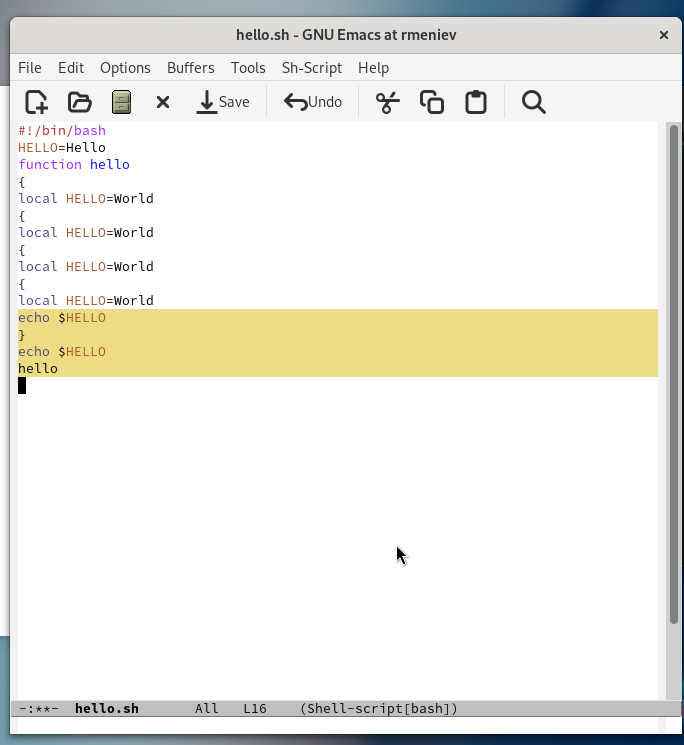 hello.sh - GNU Emacs at rmeniev
File Edit Options Buffers Tools Sh-Script Help
Save Undo
#!/bin/bash
HELLO=Hello
function hello
{
local HELLO=World
{
local HELLO=World
{
local HELLO=World
{
local HELLO=World
echo $HELLO
}
echo $HELLO
hello
-:**- hello.sh All L16 (Shell-script[bash])